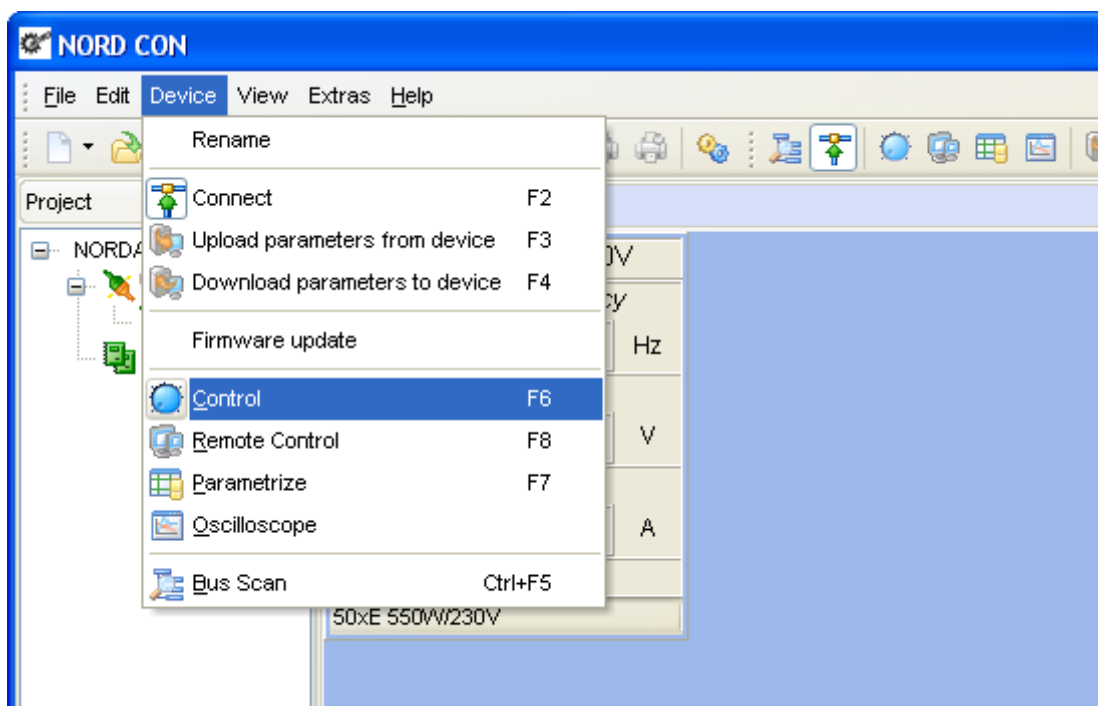 NORD CON
File Edit Device View Extras Help
Rename
Project
Connect F2
Upload parameters from device F3
Download parameters to device F4
Firmware update
Hz
Control F6
Remote Control F8
V
Parametrize F7
Oscilloscope
A
Bus Scan Ctrl+F5
50xE 550W/230V